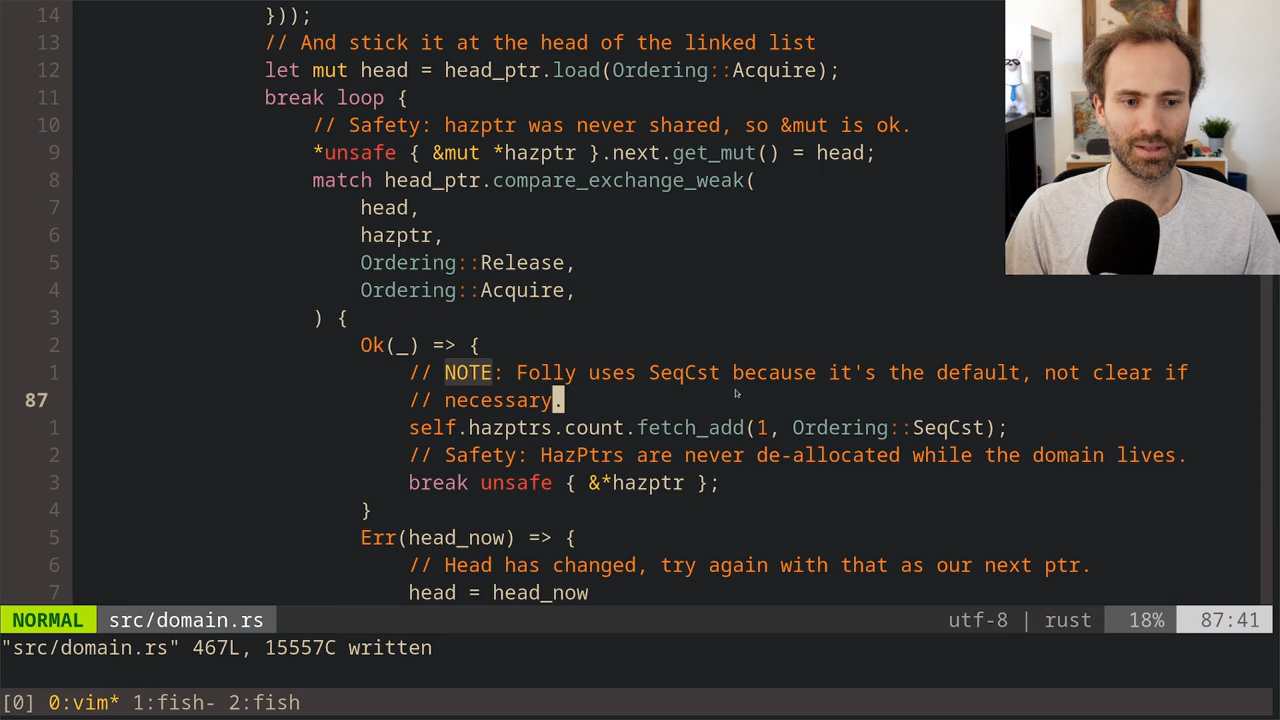 14 }));
13 // And stick it at the head of the linked list
12 let mut head = head_ptr.load(Ordering::Acquire);
11 break loop {
10 // Safety: hazptr was never shared, so &mut is ok.
9 *unsafe { &mut *hazptr }.next.get_mut() = head;
8 match head_ptr.compare_exchange_weak(
7 head,
6 hazptr,
5 Ordering::Release,
4 Ordering::Acquire,
3 ) {
2 Ok(_) => {
1 // NOTE: Folly uses SeqCst because it's the default, not clear if
87 // necessary.
1 self.hazptrs.count.fetch_add(1, Ordering::SeqCst);
2 // Safety: HazPtrs are never de-allocated while the domain lives.
3 break unsafe { &*hazptr };
4 }
5 Err(head_now) => {
6 // Head has changed, try again with that as our next ptr.
7 head = head_now
NORMAL src/domain.rs utf-8 | rust 18% 87:41
"src/domain.rs" 467L, 15557C written
[0] 0:vim* 1:fish- 2:fish